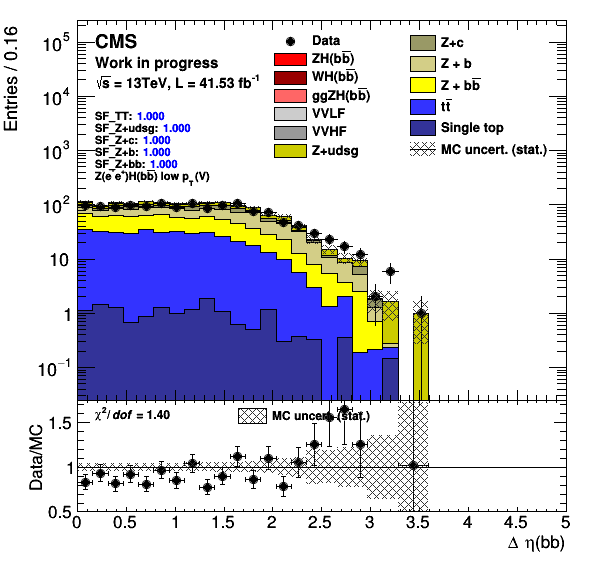 CMS
Work in progress
√s = 13TeV, L = 41.53 fb⁻¹
SF_TT: 1.000
SF_Z+udsg: 1.000
SF_Z+c: 1.000
SF_Z+b: 1.000
SF_Z+bb: 1.000
Z(e⁺e⁺)H(bb̅) low p_T(V)
Data
ZH(bb̅)
WH(bb̅)
ggZH(bb̅)
VVLF
VVHF
Z+udsg
Z+c
Z + b
Z + bb̅
tt̅
Single top
MC uncert. (stat.)
Entries / 0.16
10⁵
10⁴
10³
10²
10
1
10⁻¹
χ²/dof = 1.40
MC uncert. (stat.)
Data/MC
1.5
1
0.5
0 0.5 1 1.5 2 2.5 3 3.5 4 4.5 5
Δ η(bb)